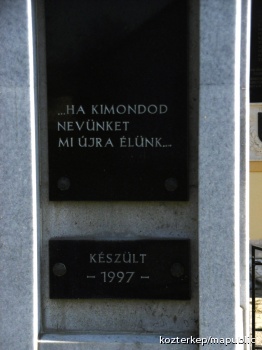 ...HA KIMONDOD
NEVÜNKET
MI ÚJRA ÉLÜNK...
KÉSZÜLT
- 1997 -
kozterkep/mapublic